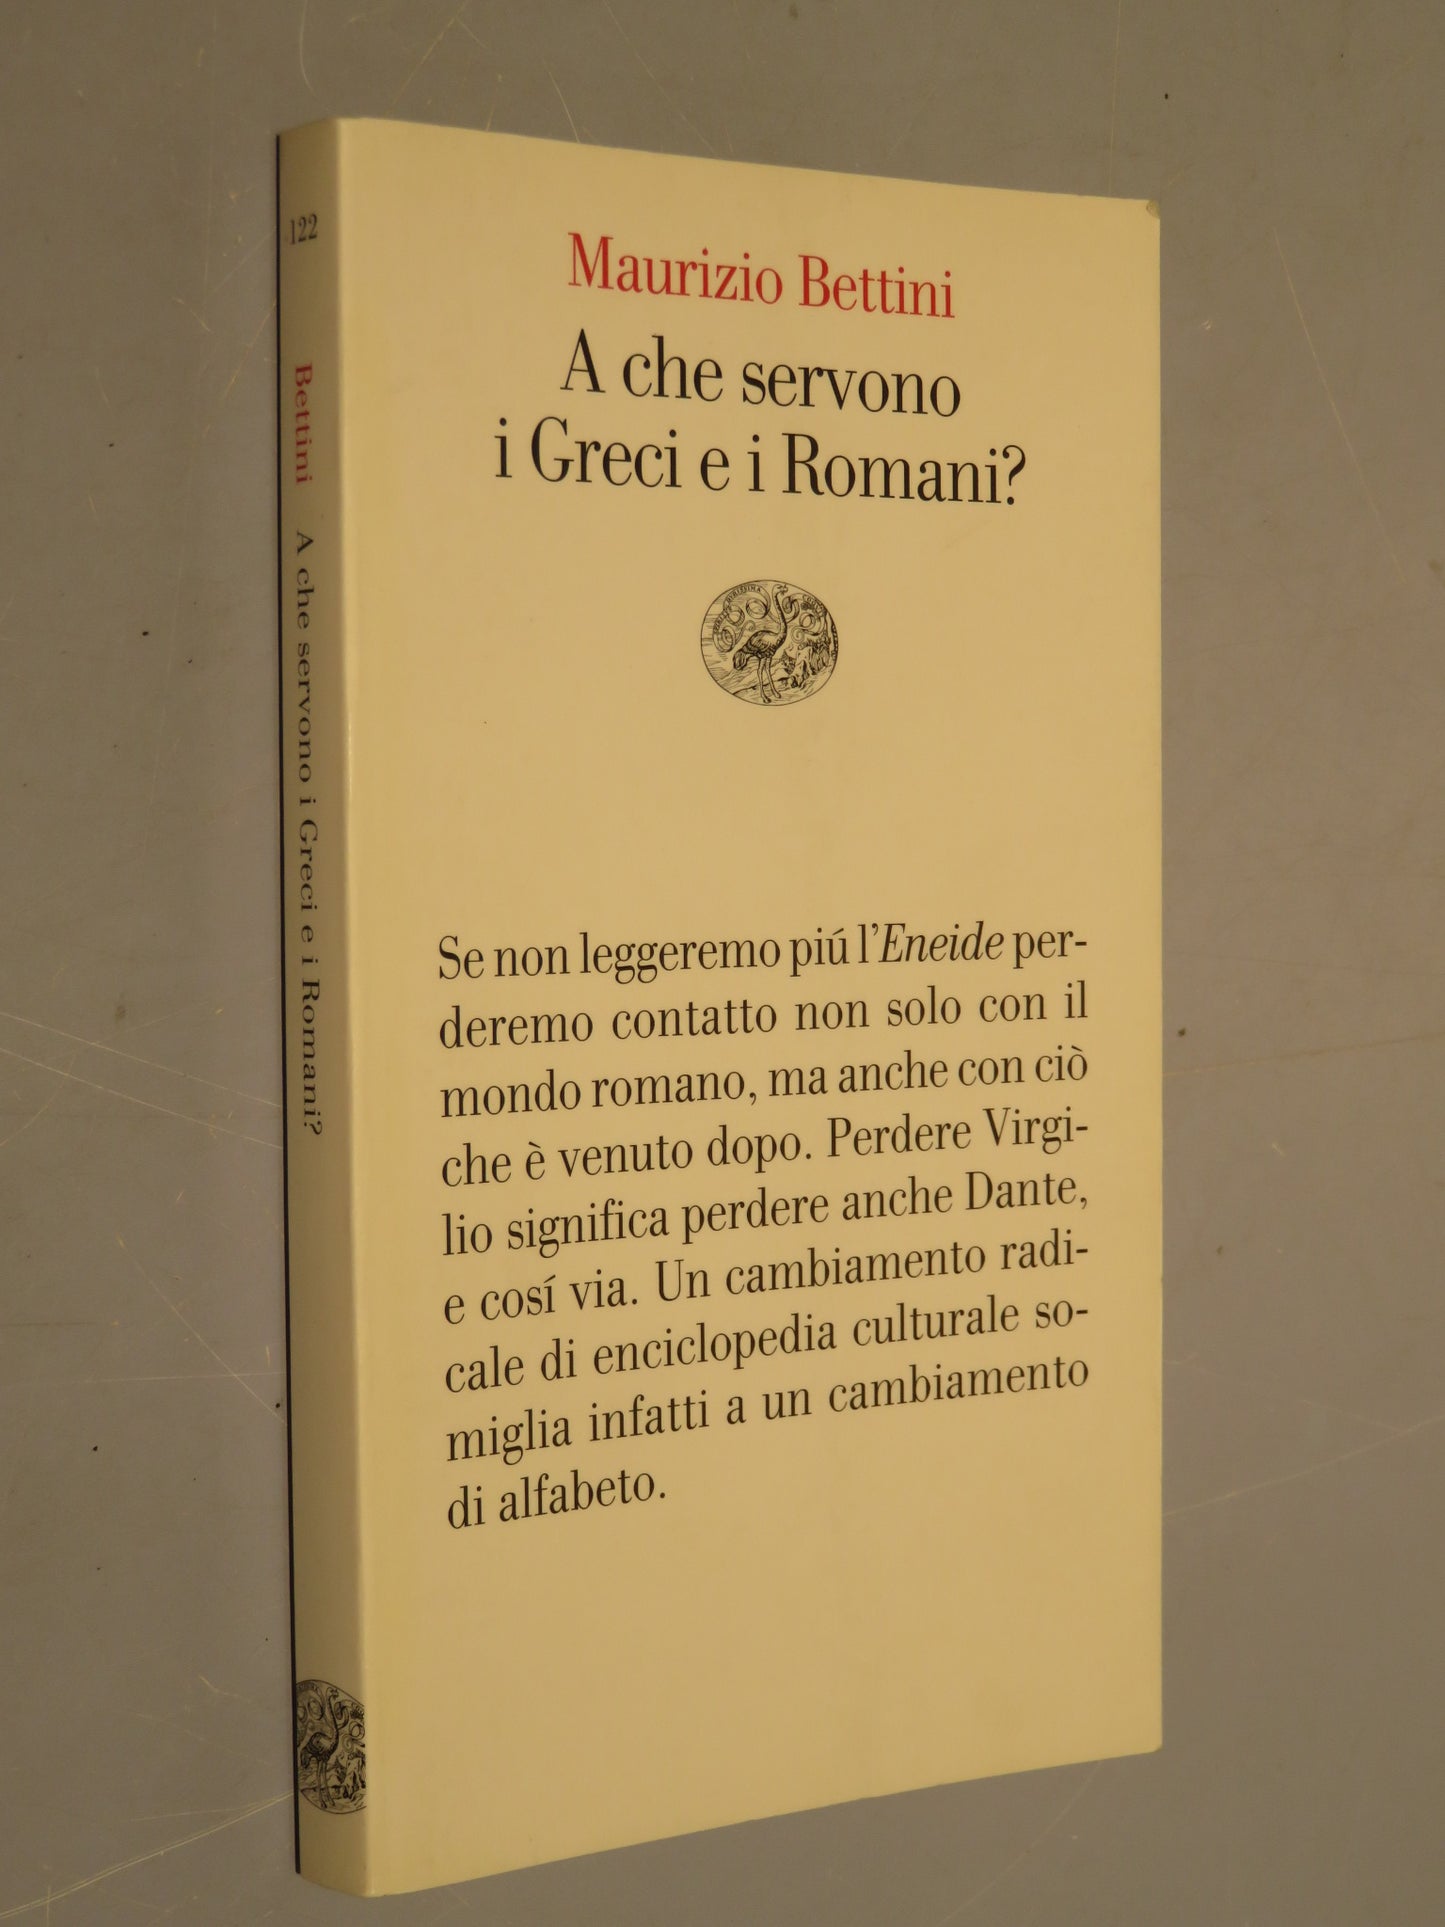 Maurizio Bettini
A che servono
i Greci e i Romani?
Se non leggeremo piú l'Eneide per-
deremo contatto non solo con il
mondo romano, ma anche con ciò
che è venuto dopo. Perdere Virgi-
lio significa perdere anche Dante,
e cosí via. Un cambiamento radi-
cale di enciclopedia culturale so-
miglia infatti a un cambiamento
di alfabeto.
122
Bettini A che servono i Greci e i Romani?